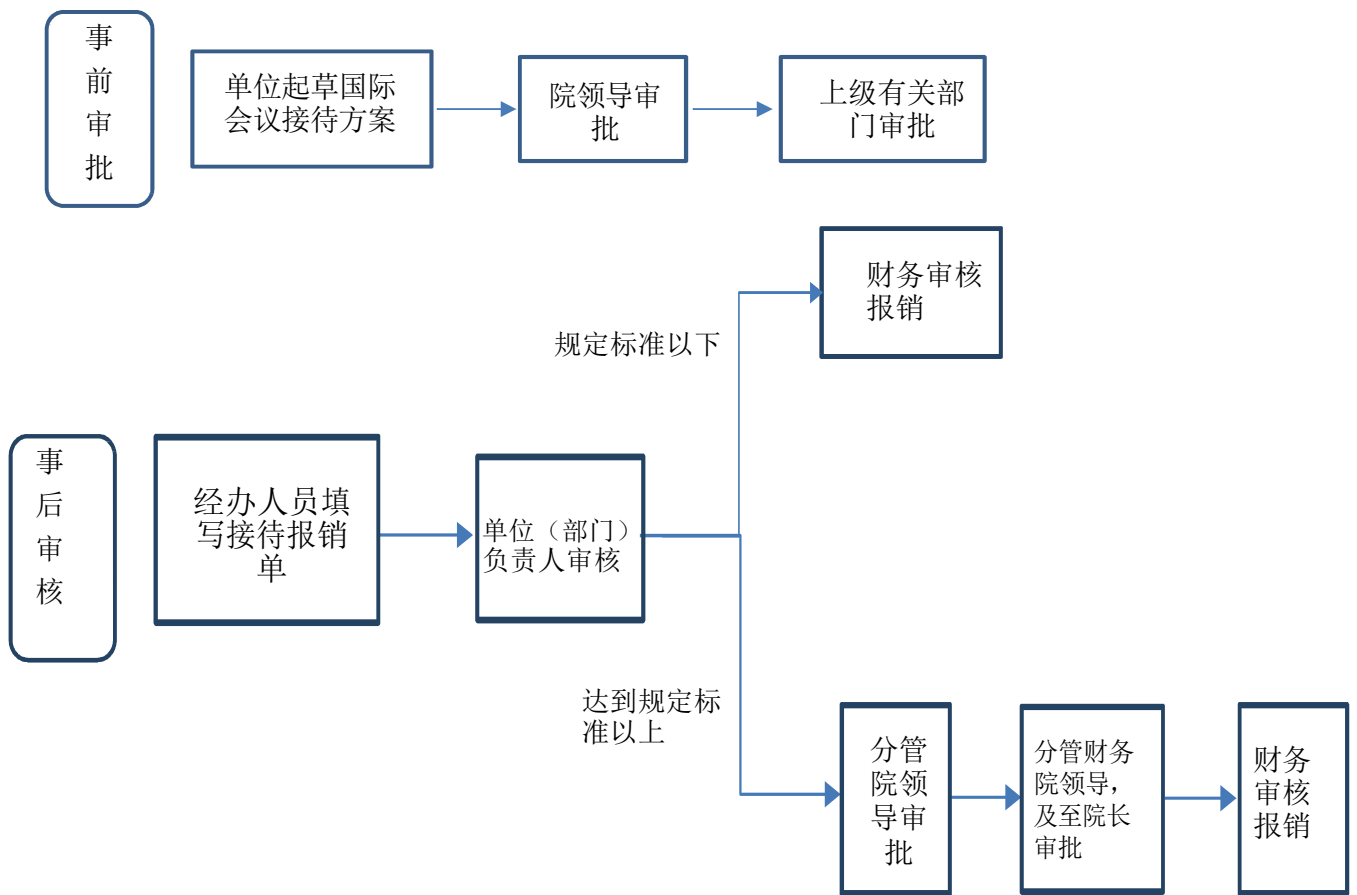 事
前
审
批
单位起草国际
会议接待方案
院领导审
批
上级有关部
门审批
财务审核
报销
规定标准以下
事
后
审
核
经办人员填
写接待报销
单
单位（部门）
负责人审核
达到规定标
准以上
分管
院领
导审
批
分管财务
院领导，
及至院长
审批
财务
审核
报销